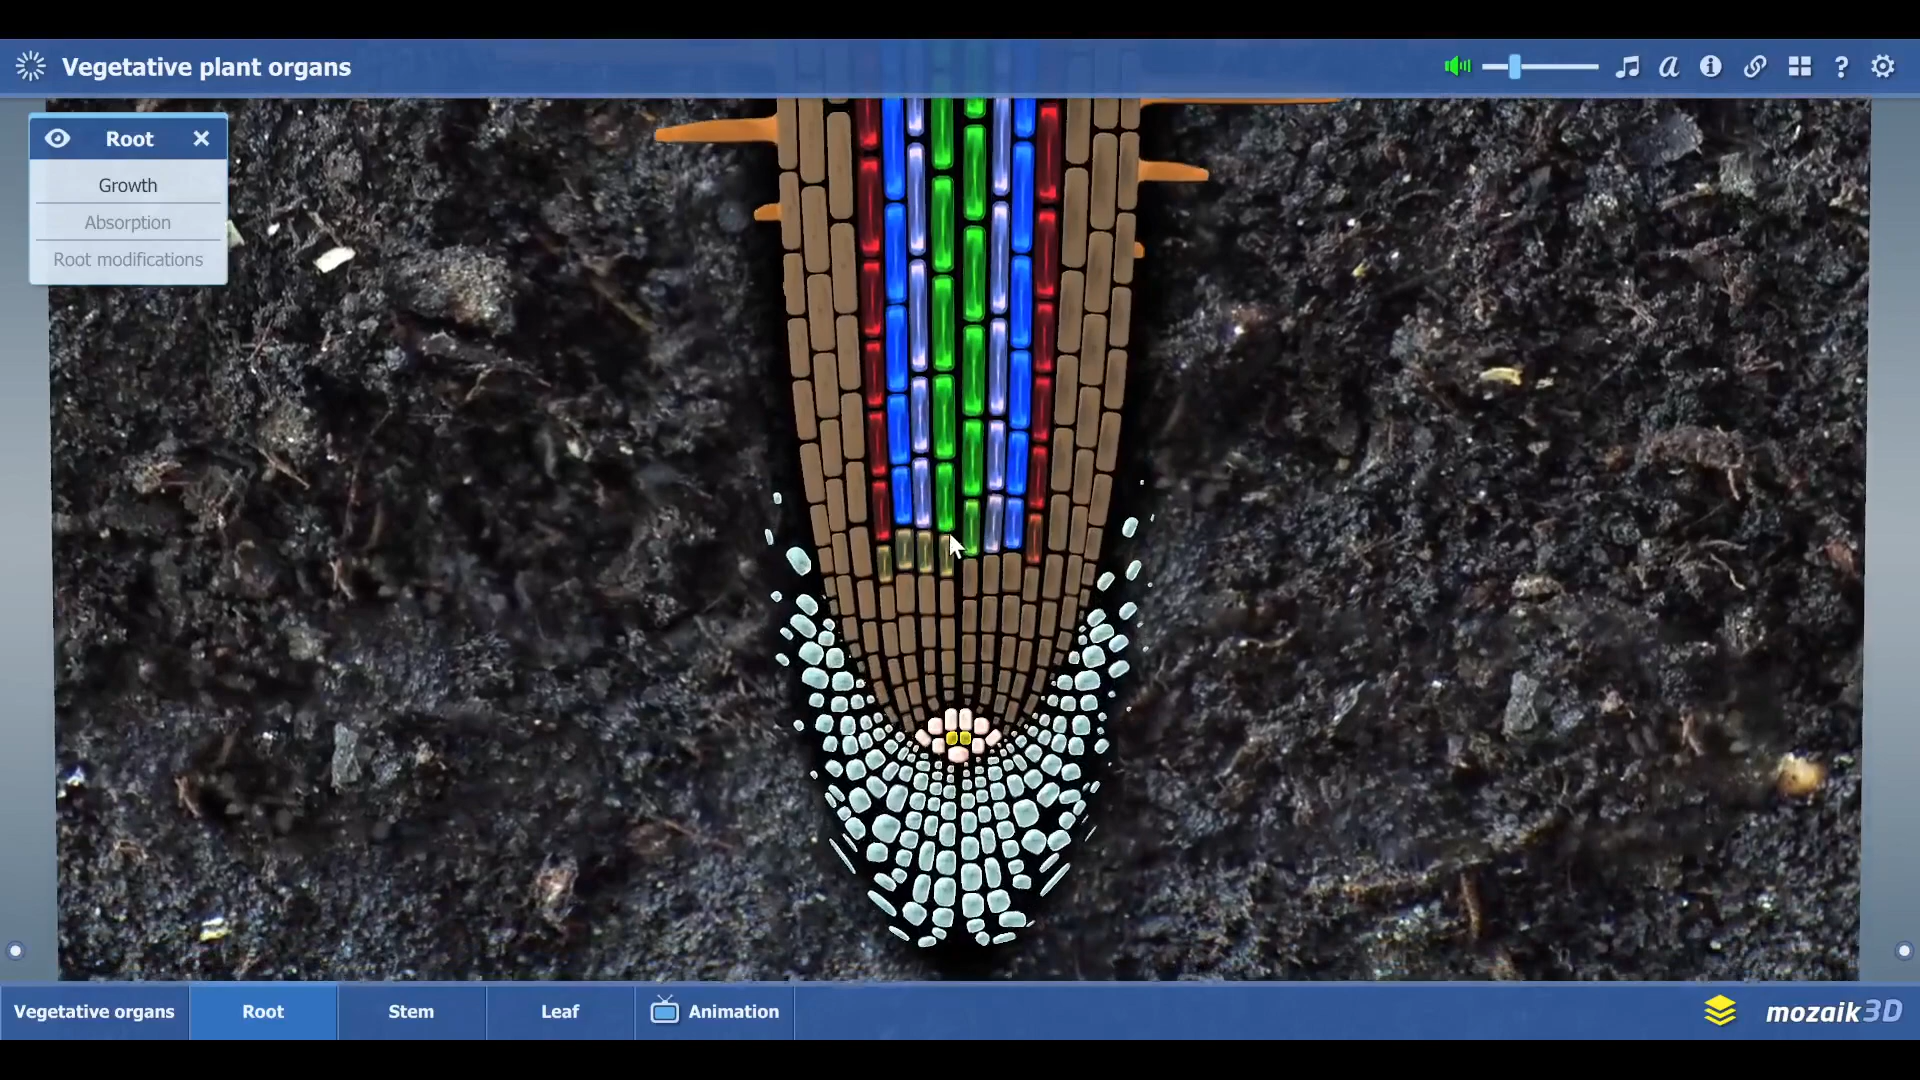 Vegetative plant organs
a
?
Root
Growth
Absorption
Root modifications
Vegetative organs
Root
Stem
Leaf
Animation
mozaik3D